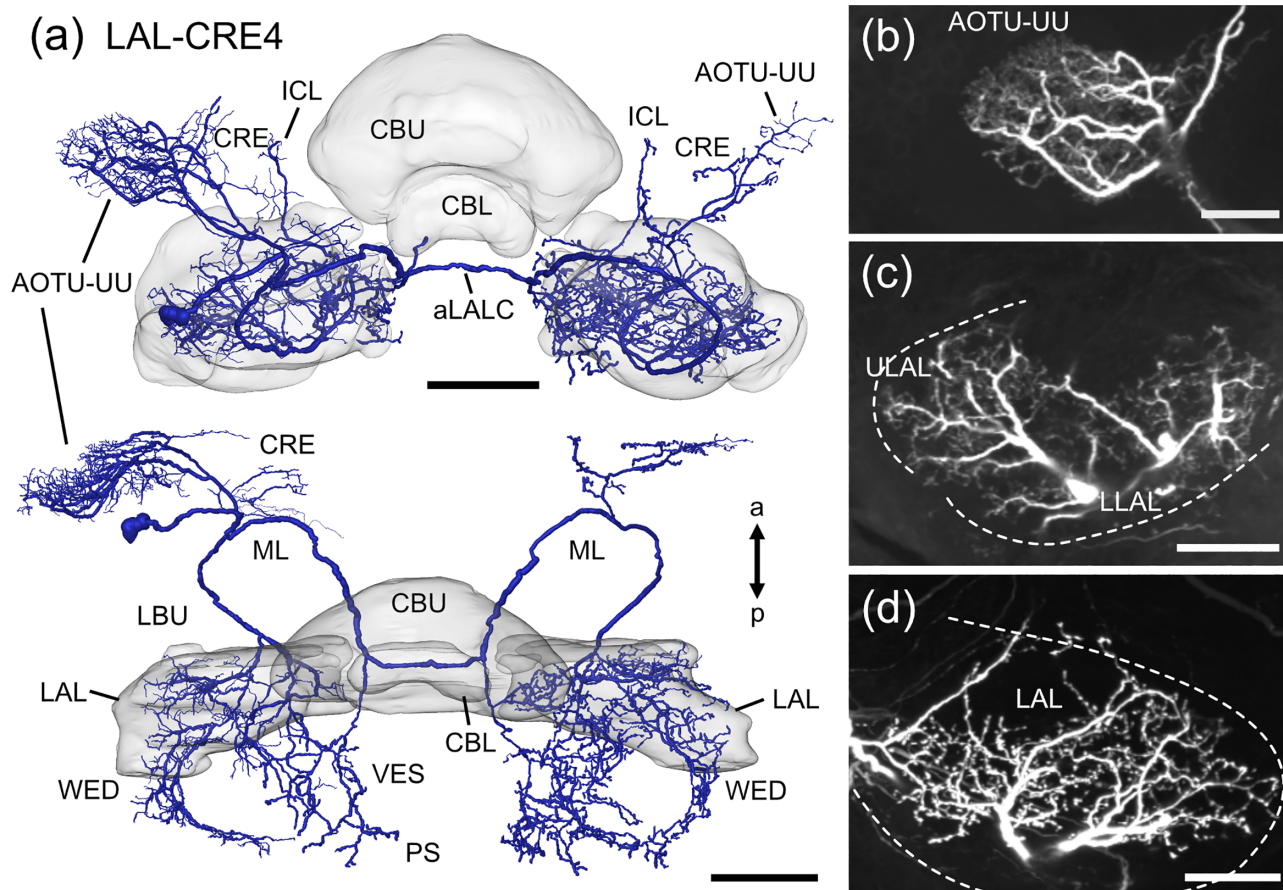 (a) LAL-CRE4
ICL
CRE
CBU
ICL
AOTU-UU
CRE
CBL
AOTU-UU
aLALC
CRE
ML
ML
a
p
LBU
CBU
LAL
LAL
CBL
WED
VES
WED
PS
(b) AOTU-UU
(c)
ULAL
LLAL
(d)
LAL